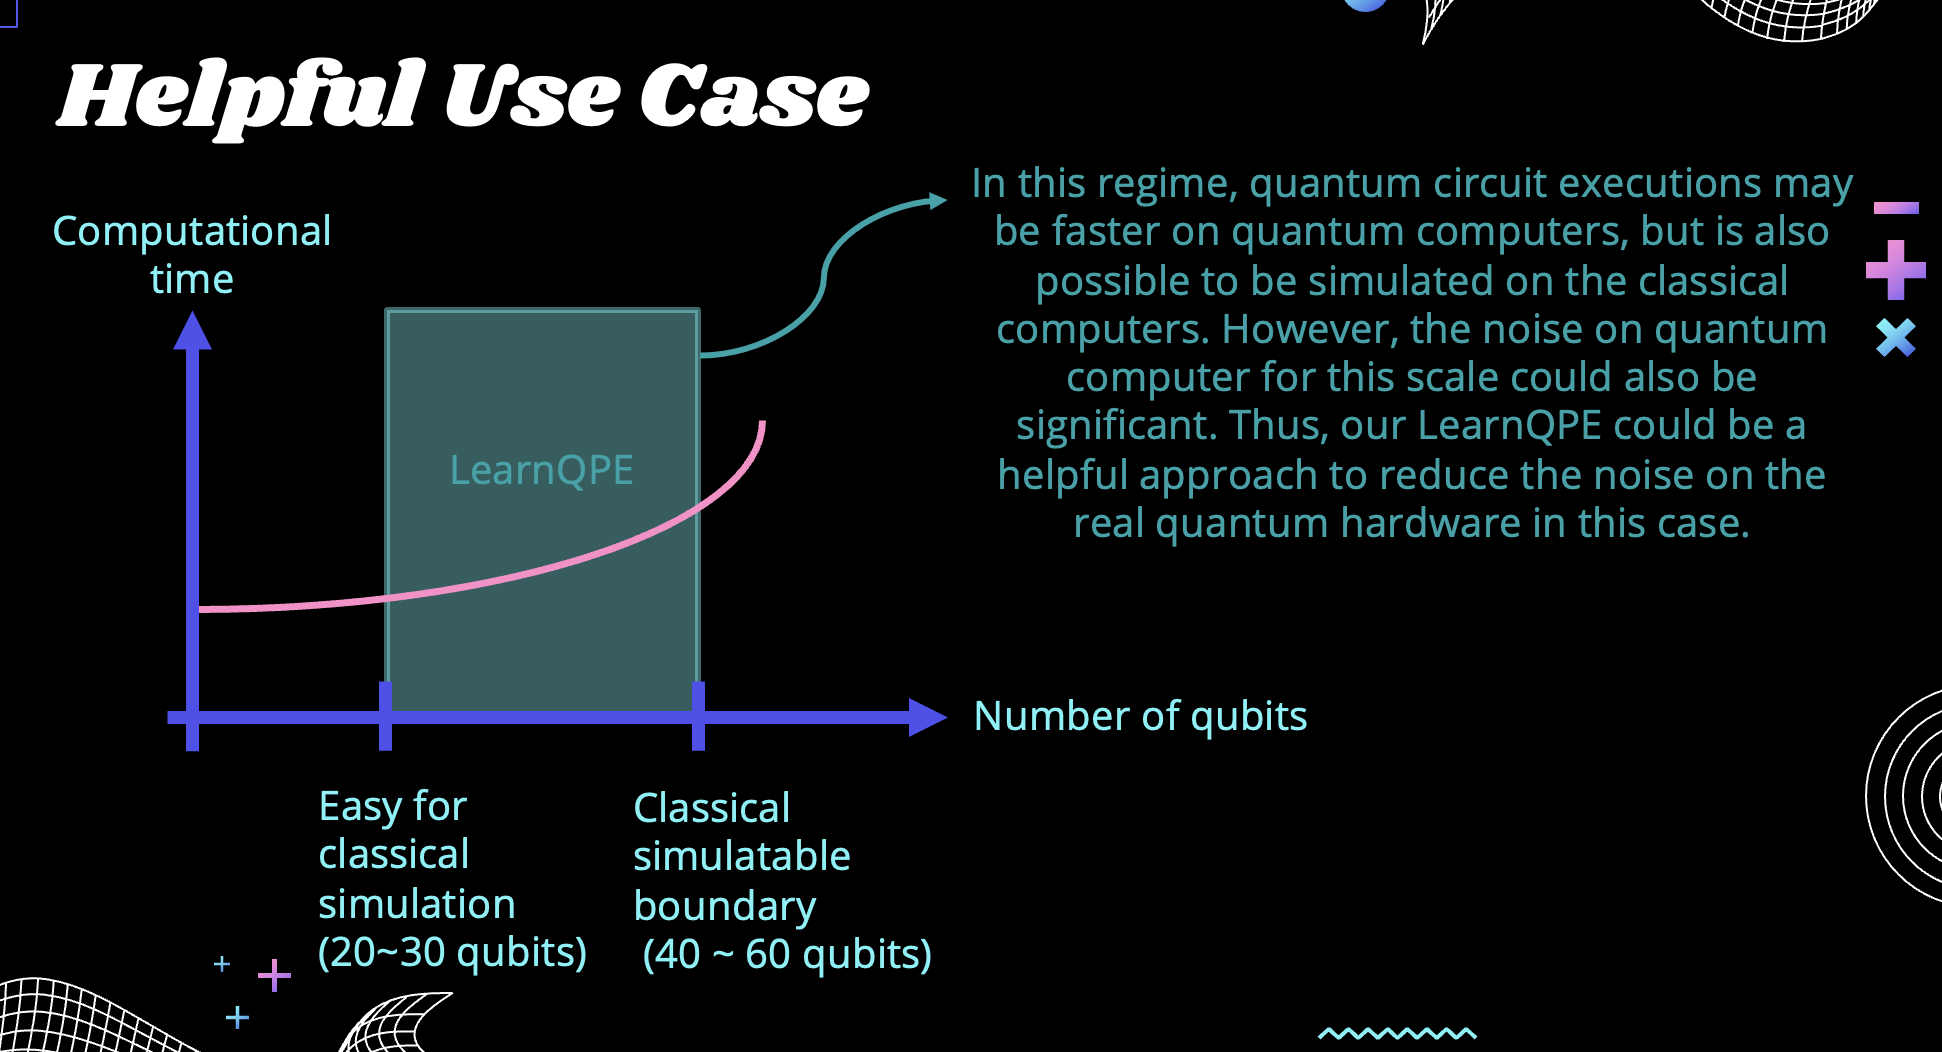 Helpful Use Case
Computational
time
In this regime, quantum circuit executions may
be faster on quantum computers, but is also
possible to be simulated on the classical
computers. However, the noise on quantum
computer for this scale could also be
significant. Thus, our LearnQPE could be a
helpful approach to reduce the noise on the
real quantum hardware in this case.
LearnQPE
Number of qubits
Easy for
classical
simulation
(20~30 qubits)
Classical
simulatable
boundary
(40 ~ 60 qubits)